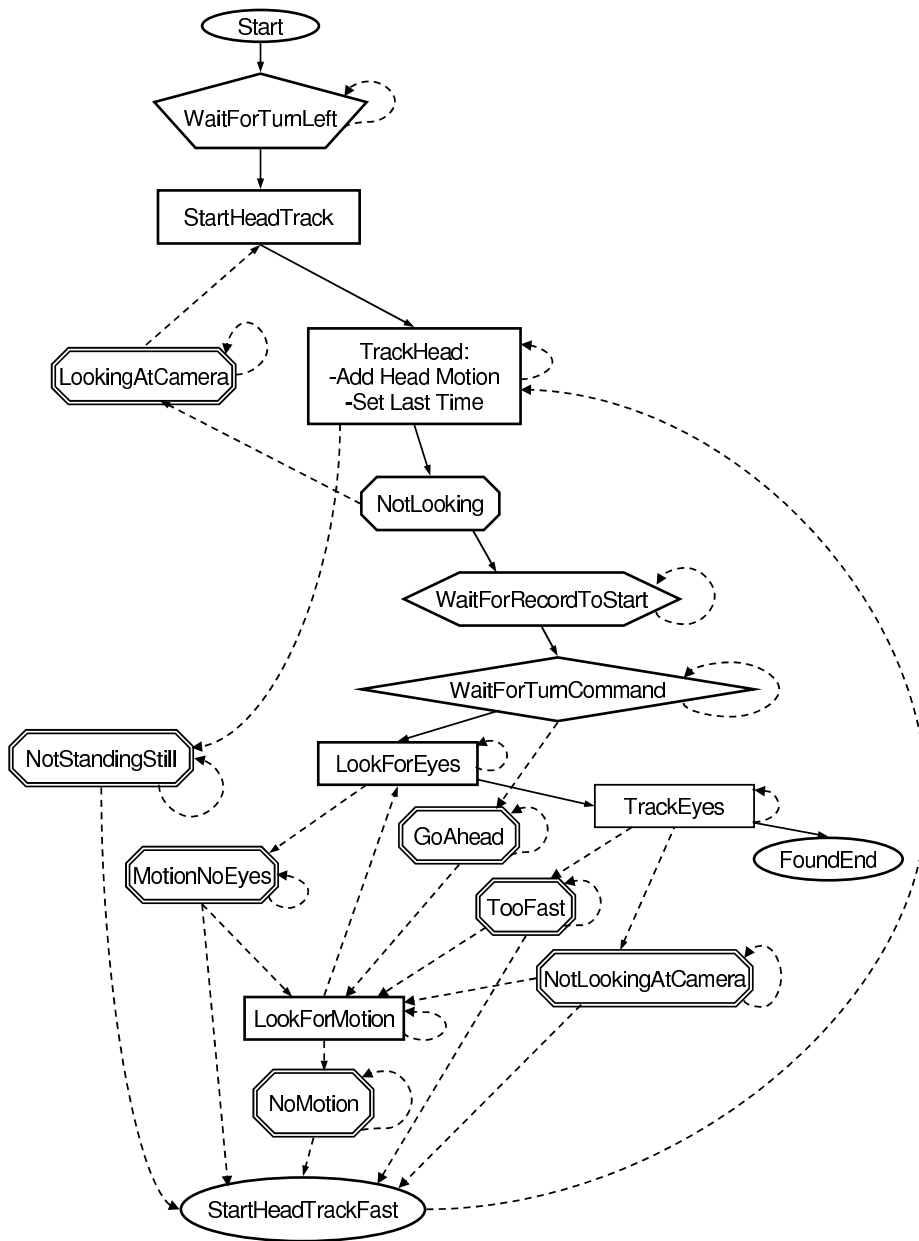 Start
WaitForTurnLeft
StartHeadTrack
TrackHead:
-Add Head Motion
-Set Last Time
LookingAtCamera
NotLooking
WaitForRecordToStart
WaitForTurnCommand
NotStandingStill
LookForEyes
TrackEyes
GoAhead
FoundEnd
MotionNoEyes
TooFast
NotLookingAtCamera
LookForMotion
NoMotion
StartHeadTrackFast